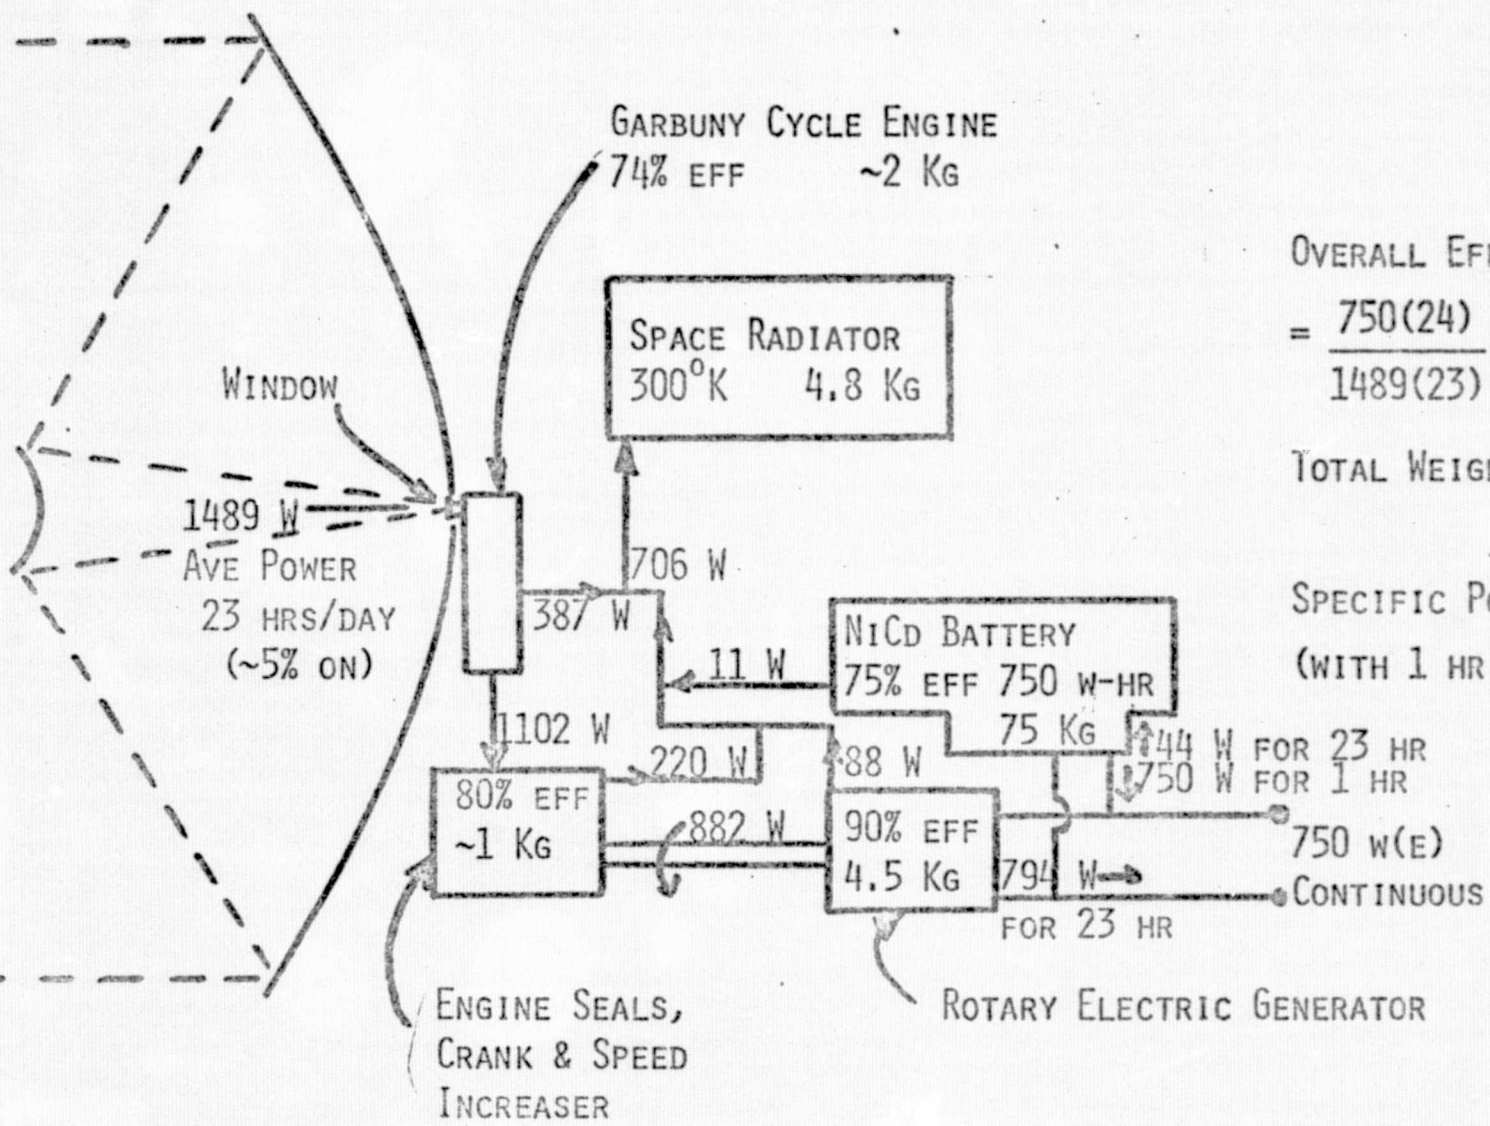 GARBUNY CYCLE ENGINE
74% EFF ~2 KG
SPACE RADIATOR
300°K 4.8 KG
WINDOW
1489 W
AVE POWER
23 HRS/DAY
(~5% ON)
706 W
387 W
NICD BATTERY
75% EFF 750 W-HR
75 KG
11 W
1102 W
220 W
88 W
44 W FOR 23 HR
750 W FOR 1 HR
80% EFF
~1 KG
882 W
90% EFF
4.5 KG
794 W
FOR 23 HR
750 W(E)
CONTINUOUS
ENGINE SEALS,
CRANK & SPEED
INCREASER
ROTARY ELECTRIC GENERATOR
OVERALL
= 750(24)
1489(23)
TOTAL
SPECIFIC
(WITH 1 HR